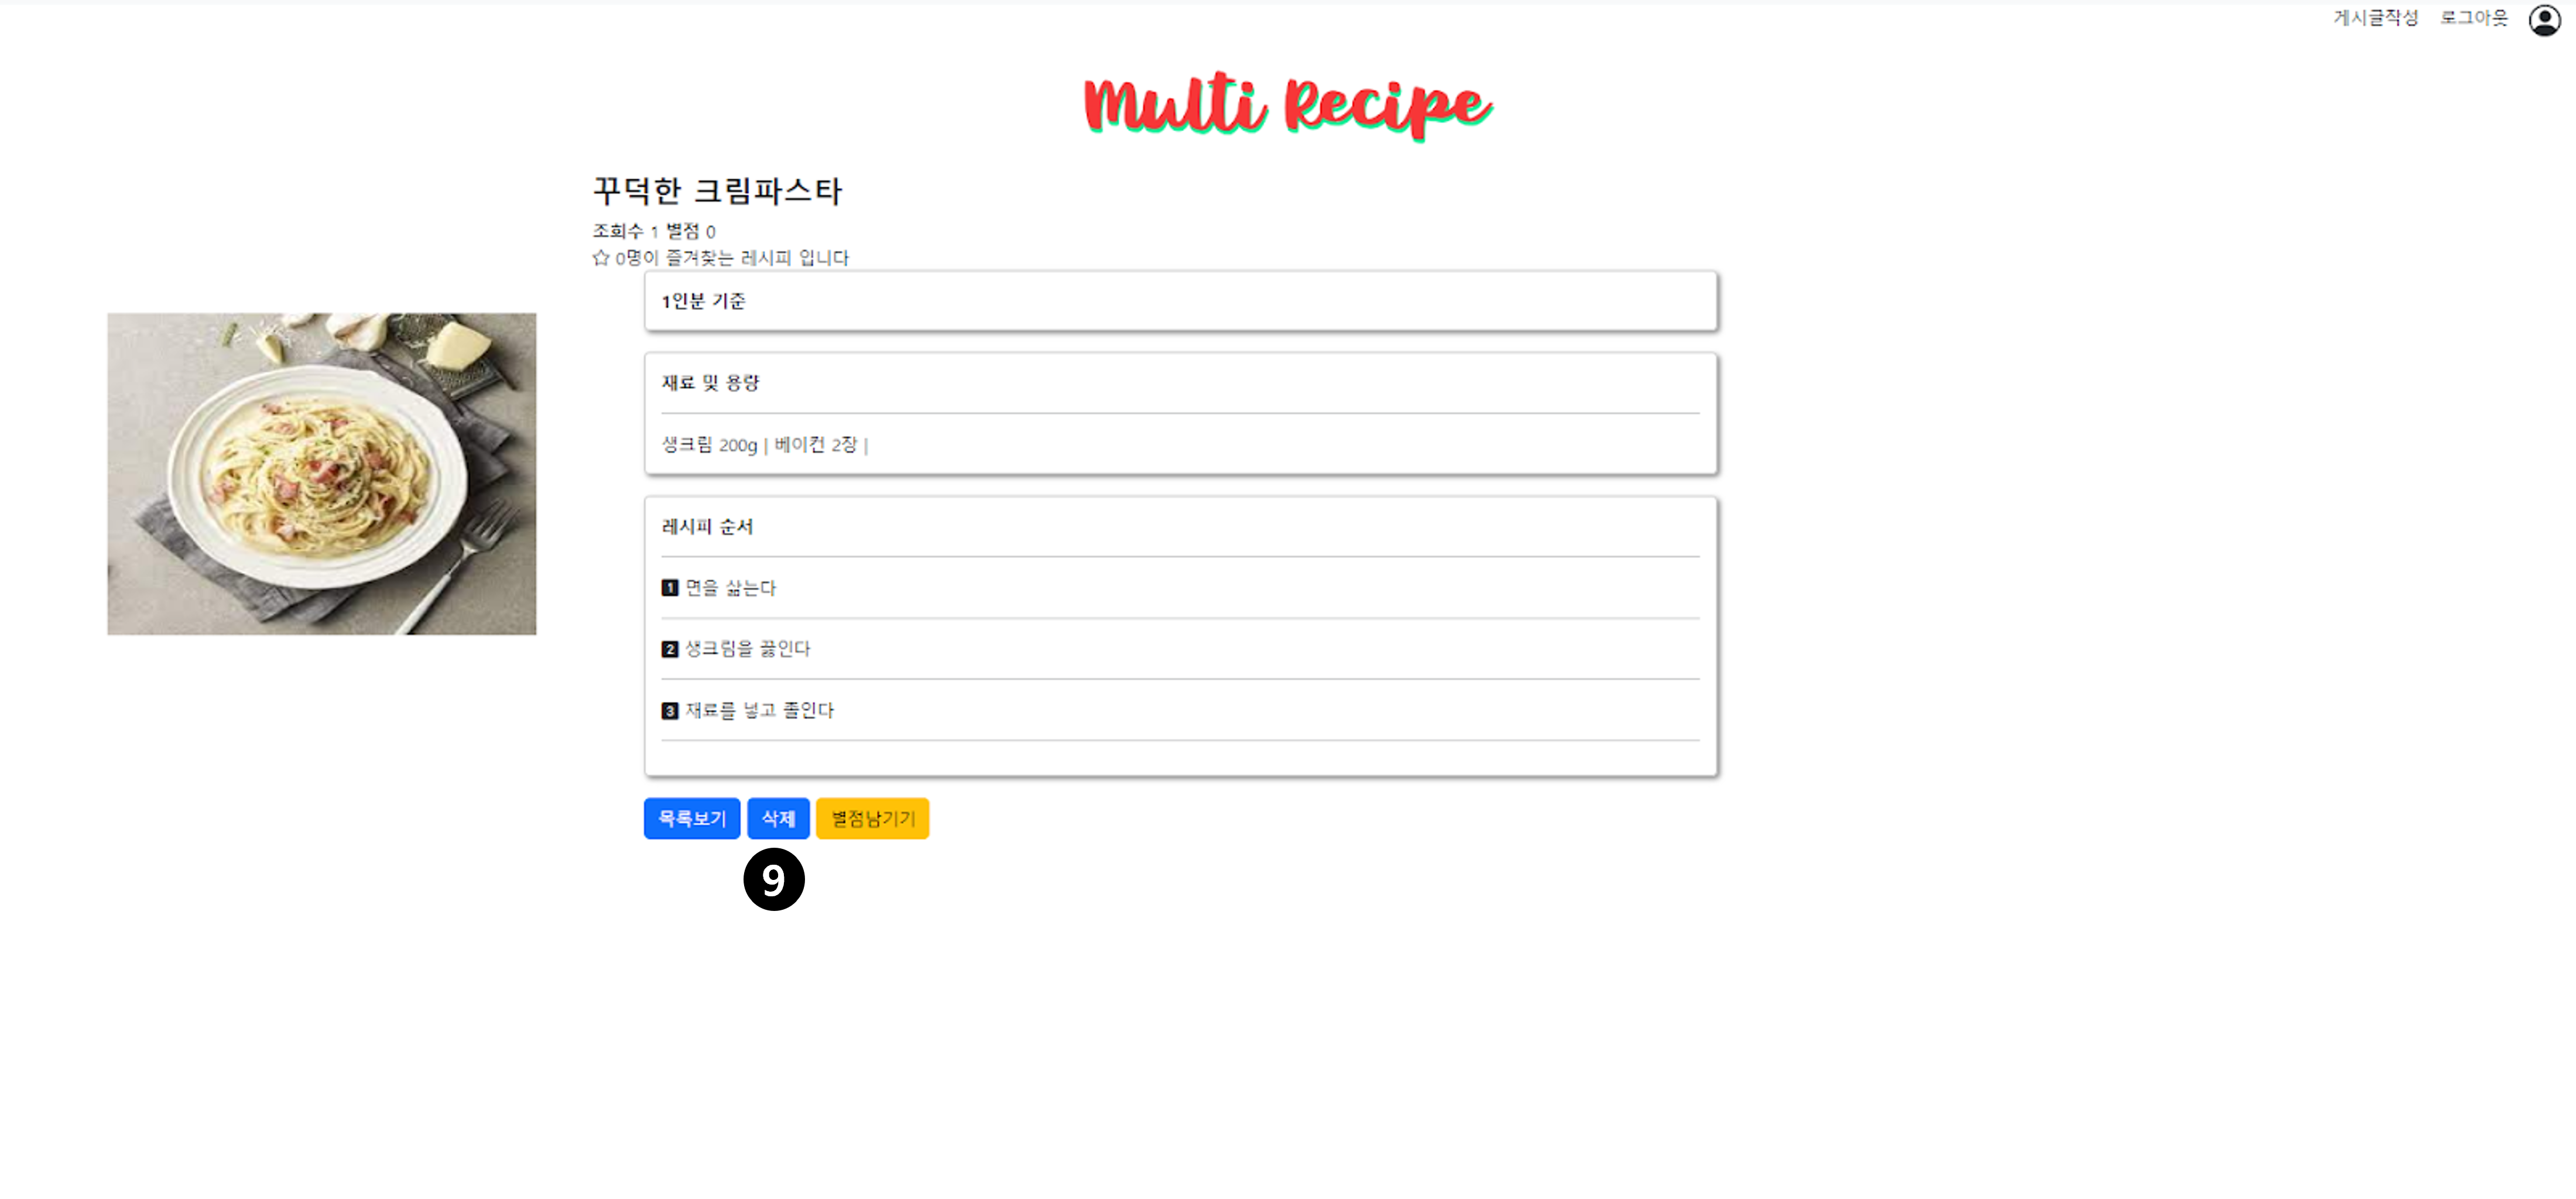 게시글작성 로그아웃
Multi Recipe
꾸덕한 크림파스타
조회수 1 별점 0
☆ 0명이 즐겨찾는 레시피 입니다
1인분 기준
재료 및 용량
생크림 200g | 베이컨 2장 |
레시피 순서
1 면을 삶는다
2 생크림을 끓인다
3 재료를 넣고 졸인다
목록보기 삭제 별점남기기
9